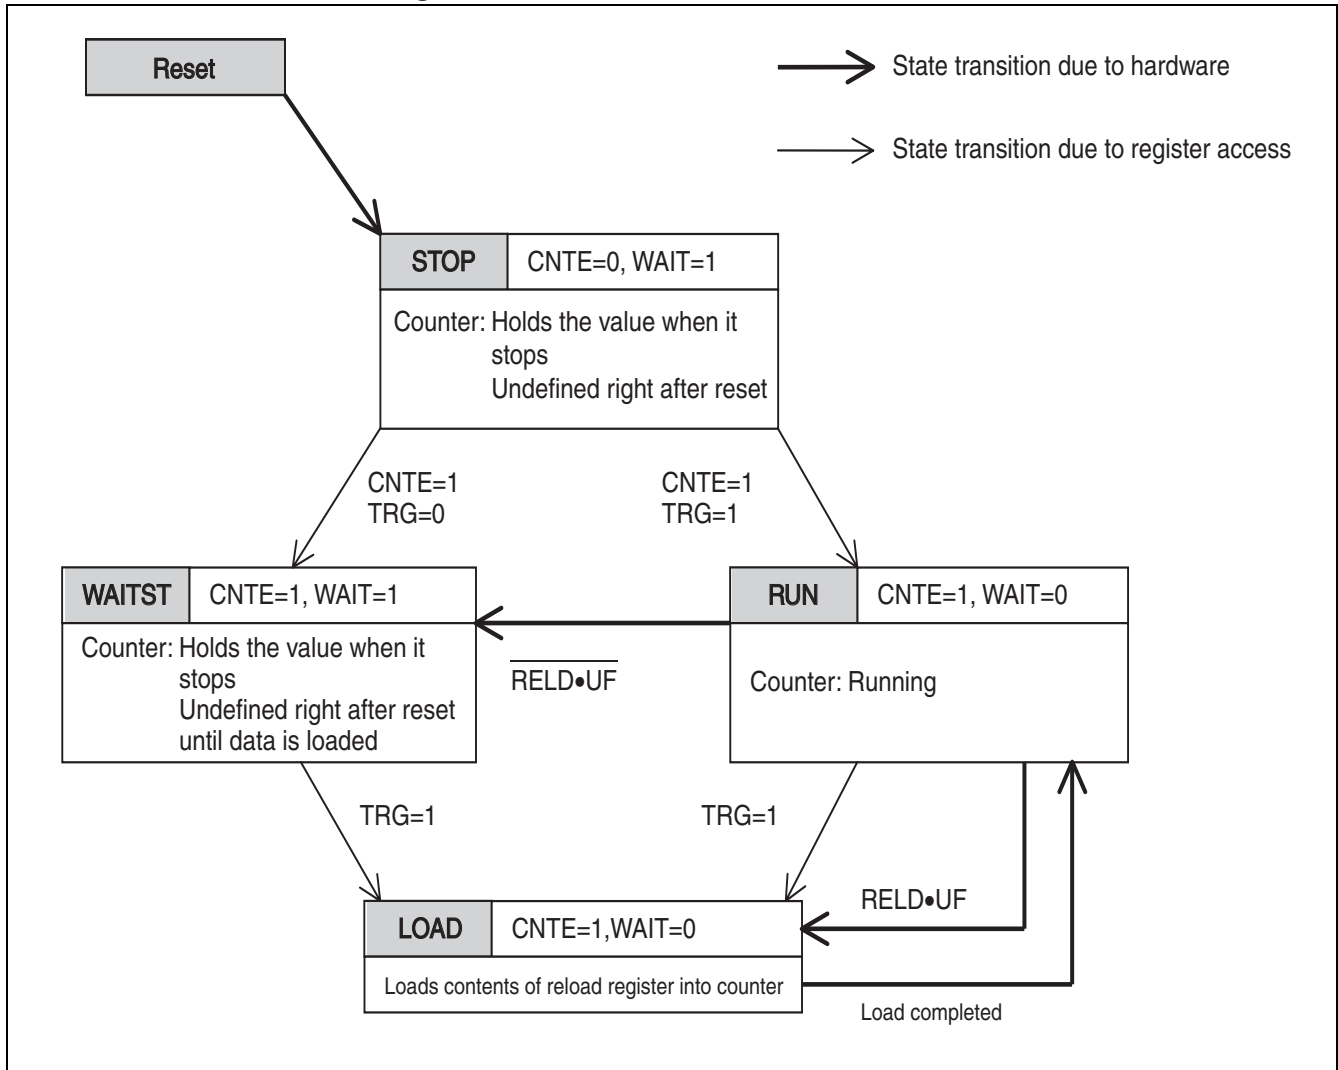 Reset
State transition due to hardware
State transition due to register access
STOP
CNTE=0, WAIT=1
Counter: Holds the value when it
stops
Undefined right after reset
CNTE=1
TRG=0
CNTE=1
TRG=1
WAITST
CNTE=1, WAIT=1
Counter: Holds the value when it
stops
Undefined right after reset
until data is loaded
RELD•UF
RUN
CNTE=1, WAIT=0
Counter: Running
TRG=1
TRG=1
RELD•UF
LOAD
CNTE=1,WAIT=0
Loads contents of reload register into counter
Load completed